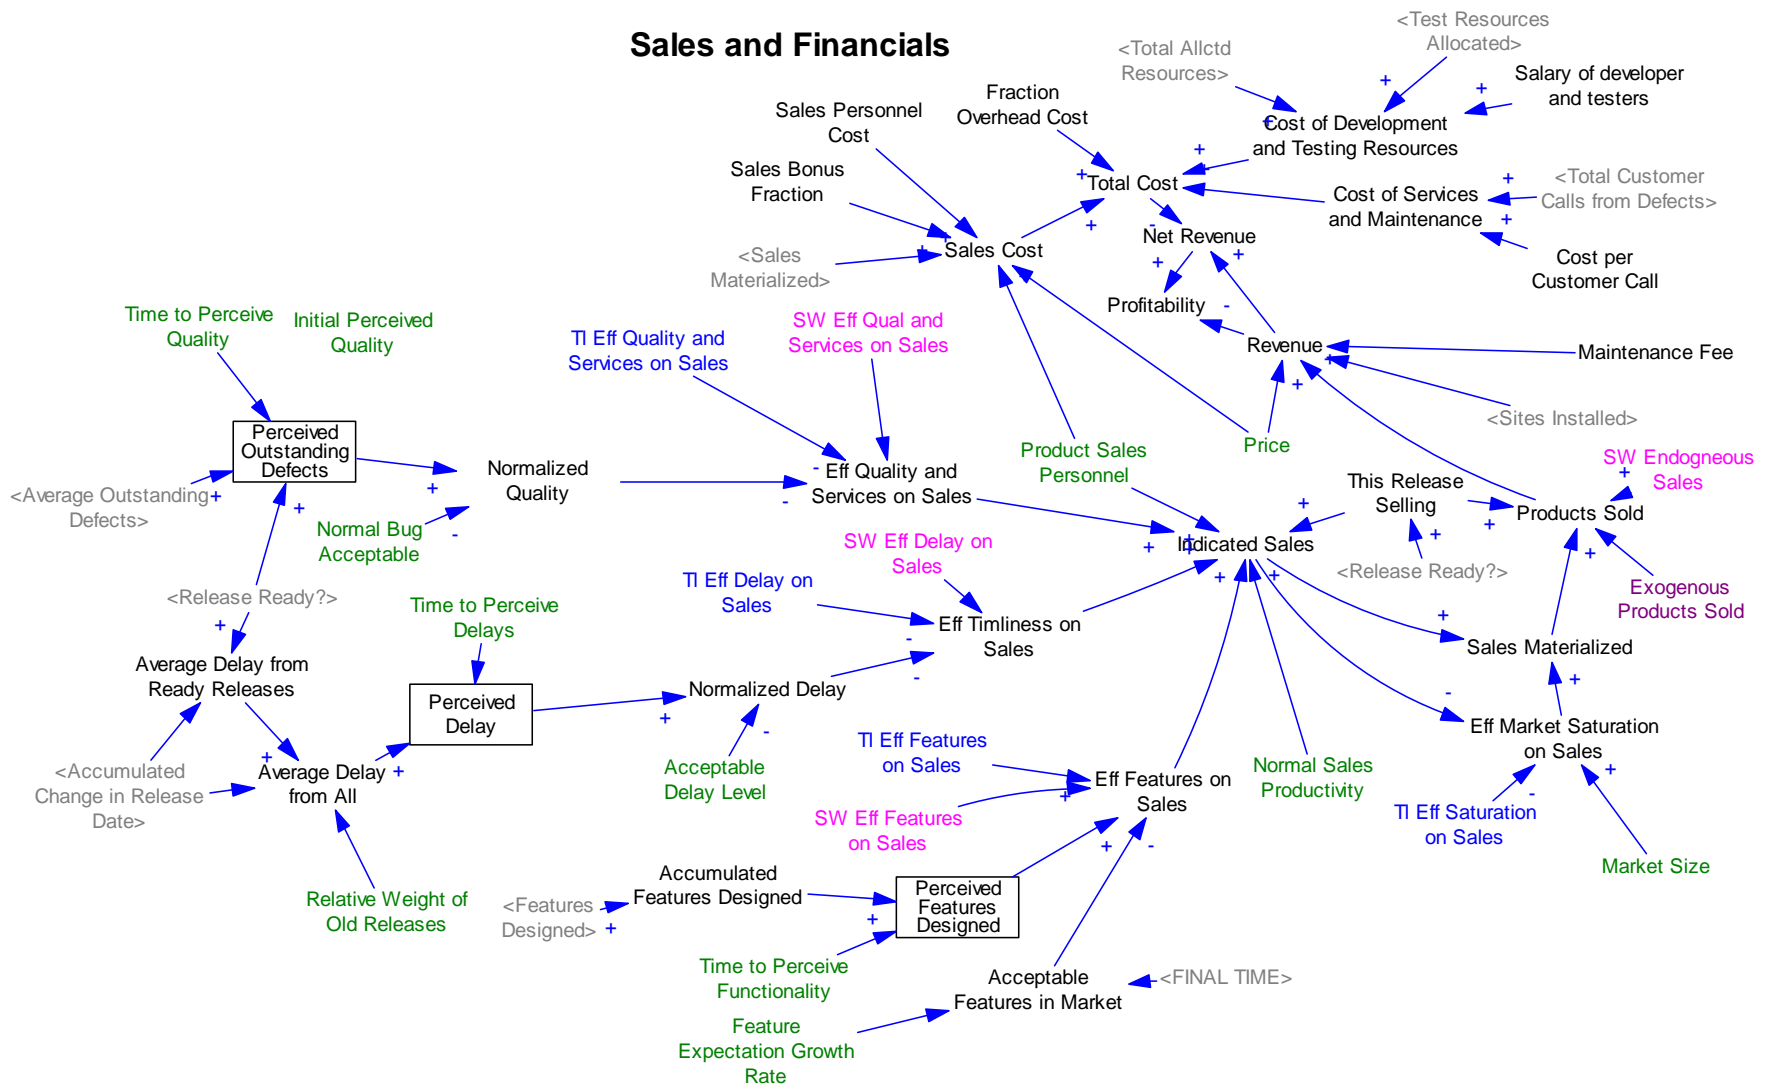 Sales and Financials
<Test Resources
Allocated>
<Total Allctd
Resources>
Salary of developer
and testers
Fraction
Overhead Cost
Sales Personnel
Cost
Cost of Development
and Testing Resources
Sales Bonus
Fraction
Total Cost
<Total Customer
Calls from Defects>
Cost of Services
and Maintenance
Net Revenue
Sales Cost
<Sales
Materialized>
Cost per
Customer Call
Profitability
Time to Perceive
Quality
Initial Perceived
Quality
Tl Eff Quality and
Services on Sales
SW Eff Qual and
Services on Sales
Revenue
Maintenance Fee
<Sites Installed>
Perceived
Outstanding
Defects
Normalized
Quality
Eff Quality and
Services on Sales
Product Sales
Personnel
Price
This Release
Selling
SW Endogneous
Sales
Products Sold
<Average Outstanding
Defects>
Normal Bug
Acceptable
SW Eff Delay on
Sales
Indicated Sales
<Release Ready?>
Exogenous
Products Sold
<Release Ready?>
Time to Perceive
Delays
Tl Eff Delay on
Sales
Eff Timliness on
Sales
Sales Materialized
Average Delay from
Ready Releases
Perceived
Delay
Normalized Delay
Eff Market Saturation
on Sales
<Accumulated
Change in Release
Date>
Average Delay
from All
Acceptable
Delay Level
Tl Eff Features
on Sales
Eff Features on
Sales
Normal Sales
Productivity
SW Eff Features
on Sales
Tl Eff Saturation
on Sales
Market Size
Relative Weight of
Old Releases
<Features
Designed>
Accumulated
Features Designed
Perceived
Features
Designed
Time to Perceive
Functionality
Acceptable
Features in Market
<FINAL TIME>
Feature
Expectation Growth
Rate